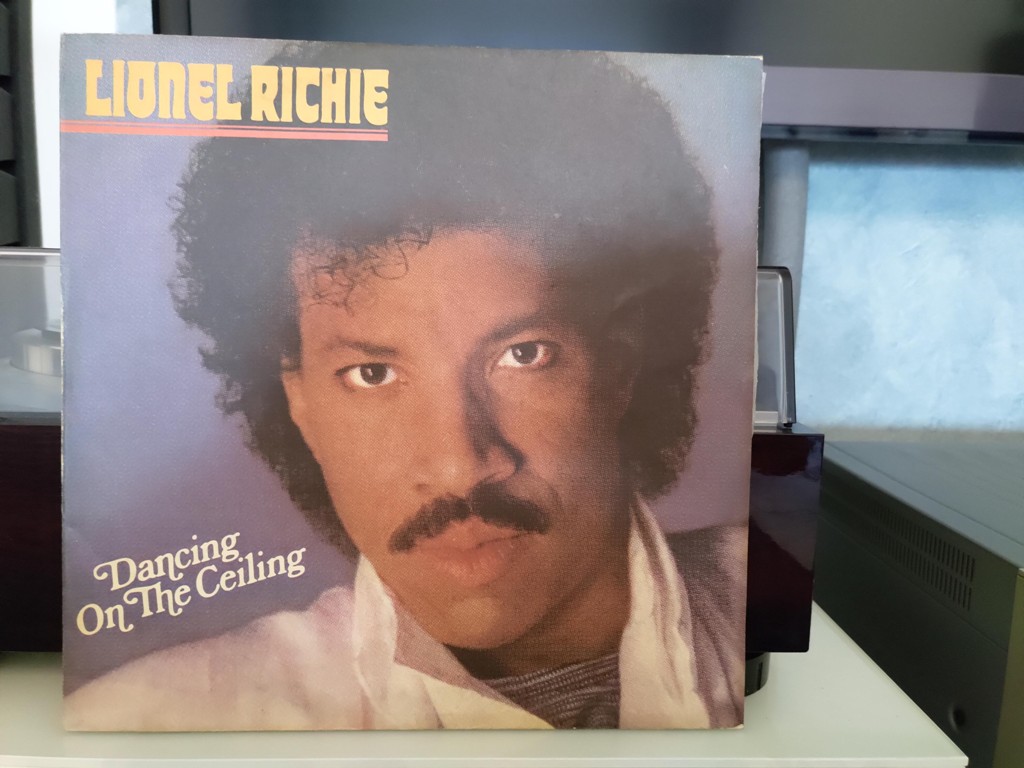 LIONEL RICHIE
Dancing
On The Ceiling